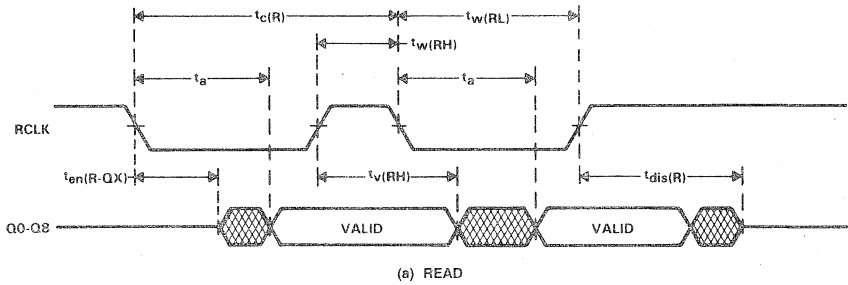 tc(R)
tw(RL)
tw(RH)
ta
ta
RCLK
ten(R-QX)
tv(RH)
tdis(R)
Q0-Q8
VALID
VALID
(a) READ